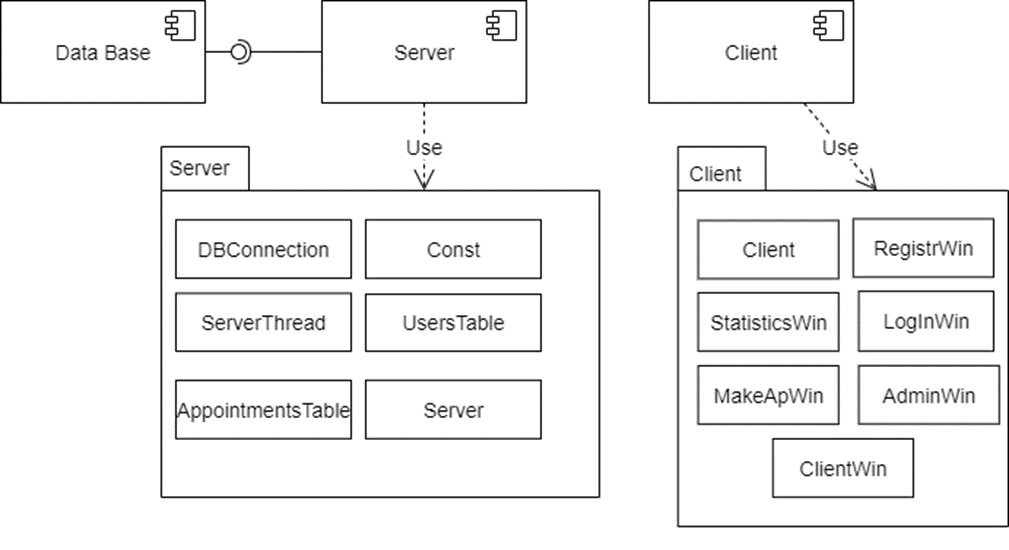 Data Base
Server
Client
Use
Use
Server
DBConnection
Const
ServerThread
UsersTable
AppointmentsTable
Server
Client
Client
RegistrWin
StatisticsWin
LogInWin
MakeApWin
AdminWin
ClientWin